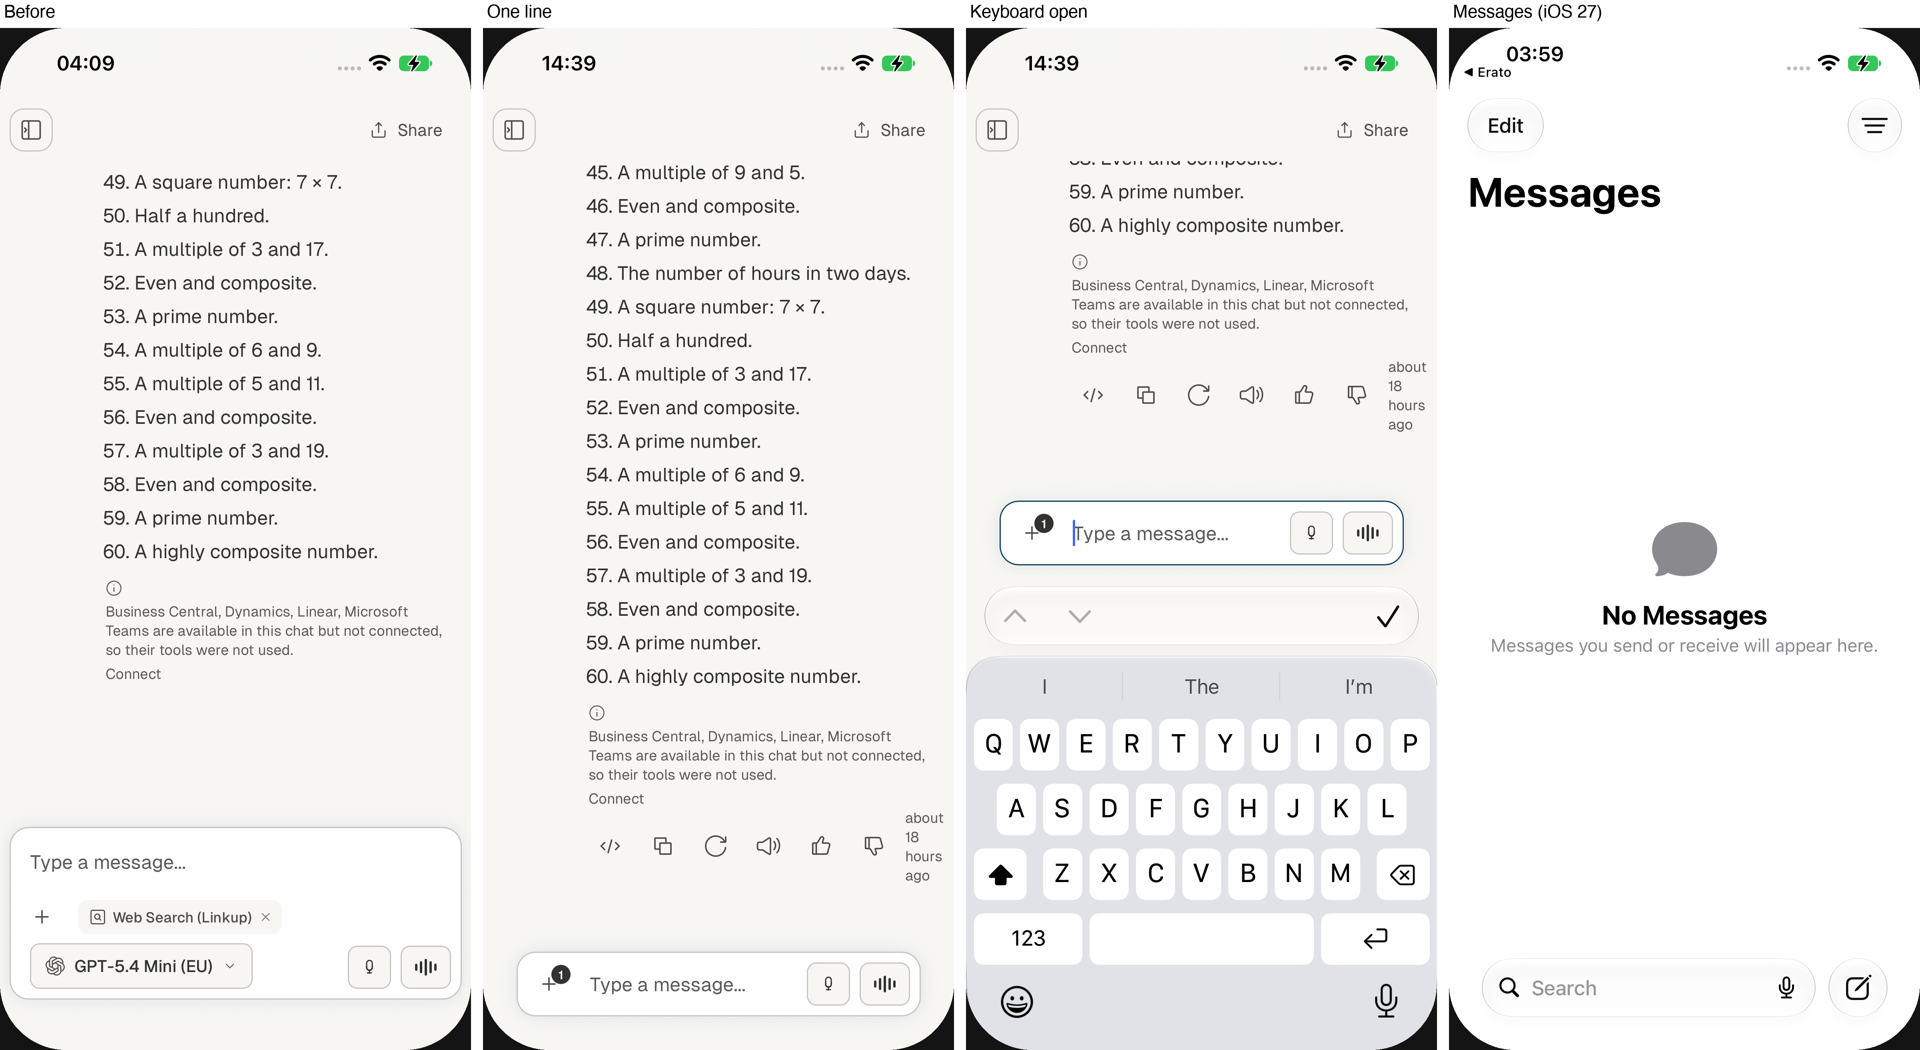 Before
04:09
Share
49. A square number: 7 × 7.
50. Half a hundred.
51. A multiple of 3 and 17.
52. Even and composite.
53. A prime number.
54. A multiple of 6 and 9.
55. A multiple of 5 and 11.
56. Even and composite.
57. A multiple of 3 and 19.
58. Even and composite.
59. A prime number.
60. A highly composite number.
Business Central, Dynamics, Linear, Microsoft
Teams are available in this chat but not connected,
so their tools were not used.
Connect
Type a message...
Web Search (Linkup)
GPT-5.4 Mini (EU)
One line
14:39
Share
45. A multiple of 9 and 5.
46. Even and composite.
47. A prime number.
48. The number of hours in two days.
49. A square number: 7 × 7.
50. Half a hundred.
51. A multiple of 3 and 17.
52. Even and composite.
53. A prime number.
54. A multiple of 6 and 9.
55. A multiple of 5 and 11.
56. Even and composite.
57. A multiple of 3 and 19.
58. Even and composite.
59. A prime number.
60. A highly composite number.
Business Central, Dynamics, Linear, Microsoft
Teams are available in this chat but not connected,
so their tools were not used.
Connect
about
18
hours
ago
1
Type a message...
Keyboard open
14:39
Share
58. Even and composite.
59. A prime number.
60. A highly composite number.
Business Central, Dynamics, Linear, Microsoft
Teams are available in this chat but not connected,
so their tools were not used.
Connect
about
18
hours
ago
1
Type a message...
I The I'm
Q W E R T Y U I O P
A S D F G H J K L
Z X C V B N M
123
Messages (iOS 27)
03:59
Erato
Edit
Messages
No Messages
Messages you send or receive will appear here.
Search